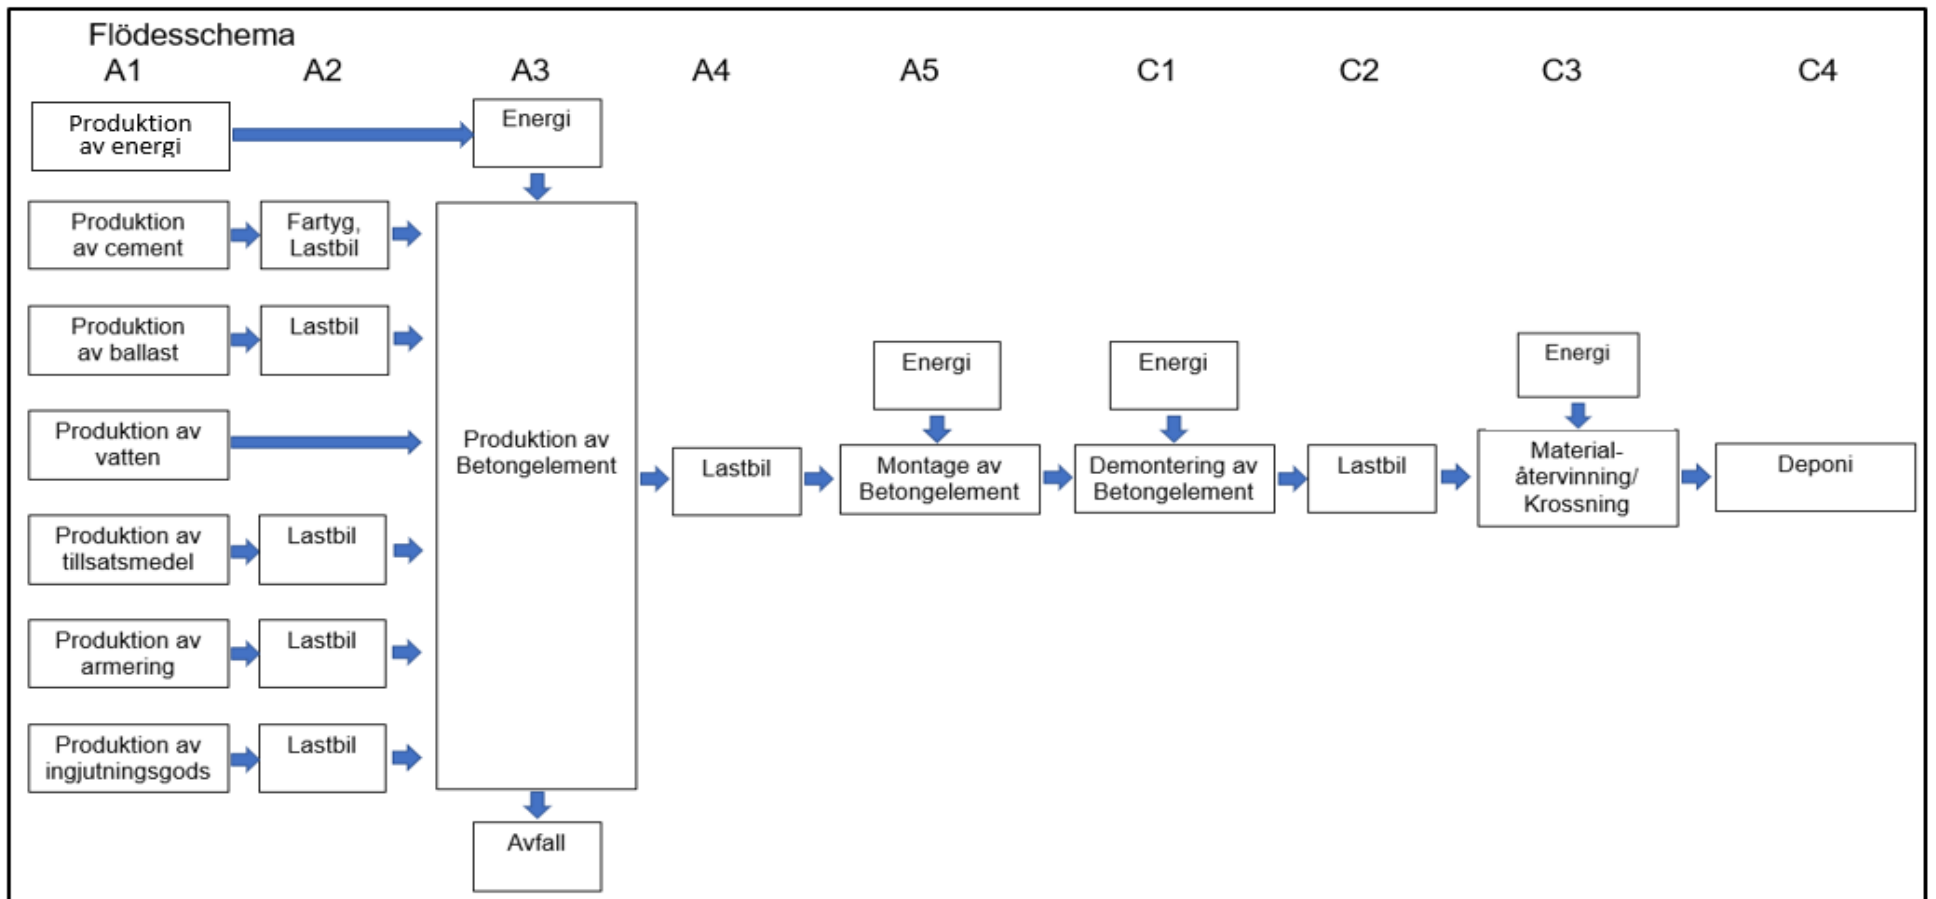 Flödesschema
A1 A2 A3 A4 A5 C1 C2 C3 C4
Produktion
av energi
Energi
Produktion
av cement
Fartyg,
Lastbil
Produktion
av ballast
Lastbil
Produktion av
vatten
Produktion av
tillsatsmedel
Lastbil
Produktion av
armering
Lastbil
Produktion av
ingjutningsgods
Lastbil
Produktion av
Betongelement
Avfall
Lastbil
Energi
Montage av
Betongelement
Energi
Demontering av
Betongelement
Lastbil
Energi
Material-
återvinning/
Krossning
Deponi